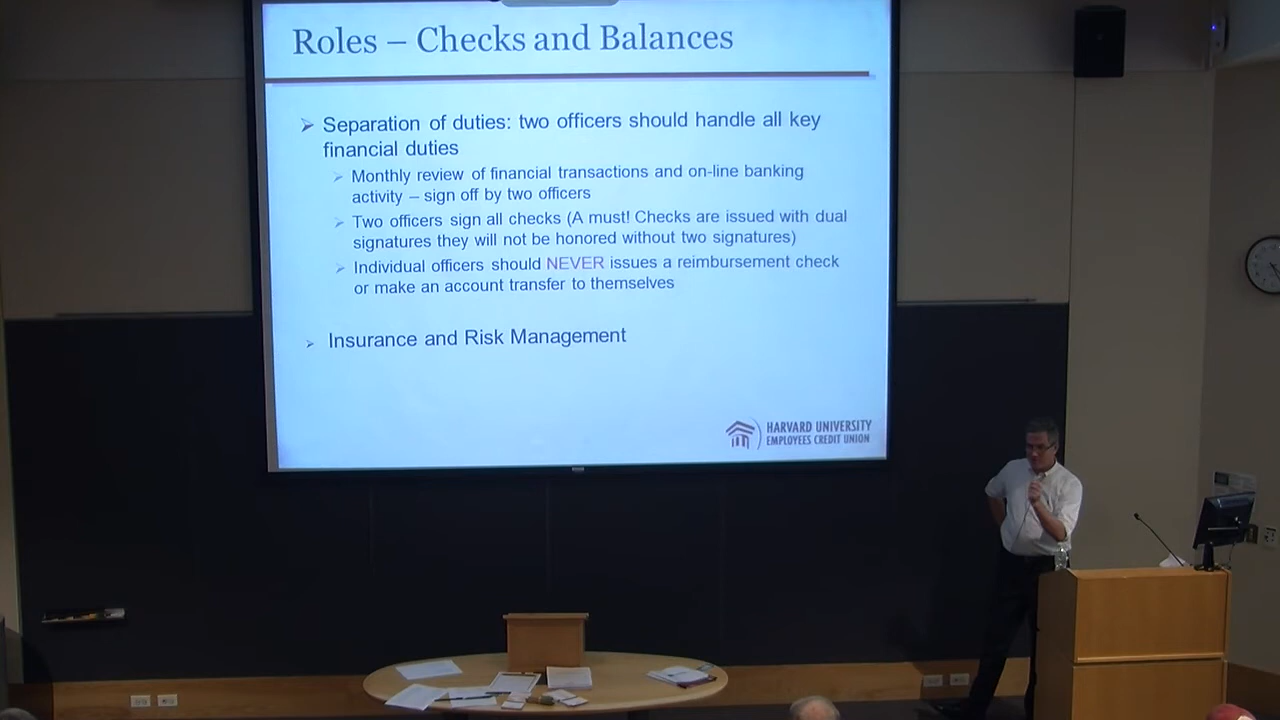 Roles – Checks and Balances
➢ Separation of duties: two officers should handle all key
financial duties
➢ Monthly review of financial transactions and on-line banking
activity – sign off by two officers
➢ Two officers sign all checks (A must! Checks are issued with dual
signatures they will not be honored without two signatures)
➢ Individual officers should NEVER issues a reimbursement check
or make an account transfer to themselves
➢ Insurance and Risk Management
HARVARD UNIVERSITY
EMPLOYEES CREDIT UNION